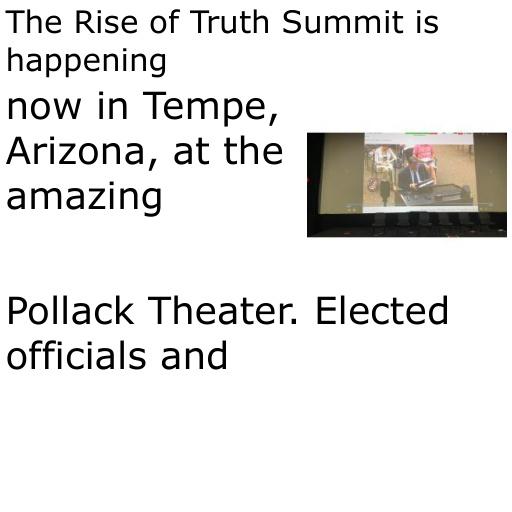 The Rise of Truth Summit is
happening
now in Tempe,
Arizona, at the
amazing
Pollack Theater. Elected
officials and